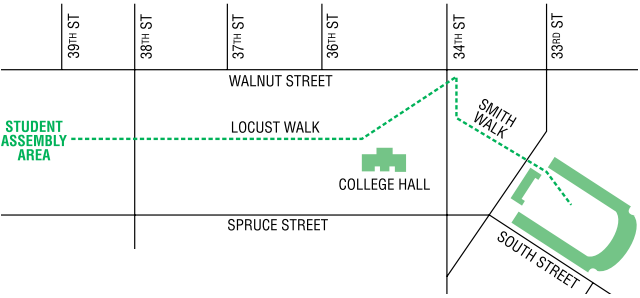 39TH ST
38TH ST
37TH ST
36TH ST
34TH ST
33RD ST
WALNUT STREET
SMITH
WALK
STUDENT
ASSEMBLY
AREA
LOCUST WALK
COLLEGE HALL
SPRUCE STREET
SOUTH STREET